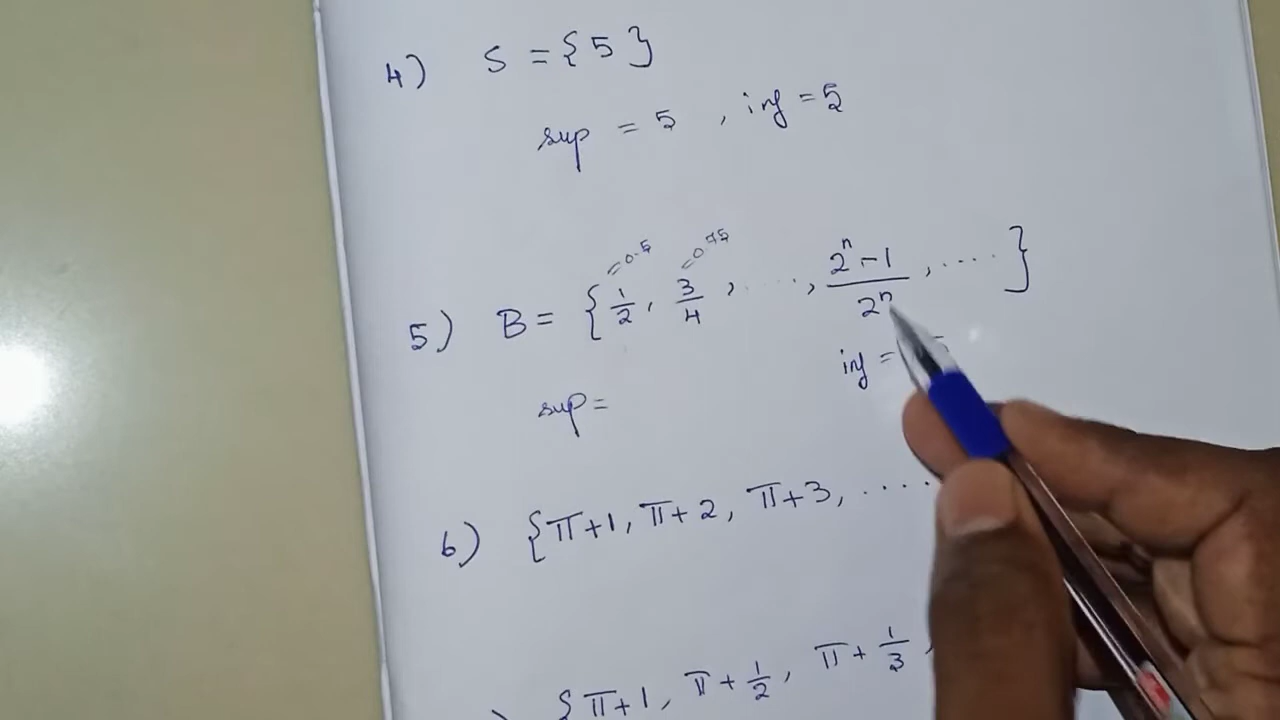 4) S = {5}
sup = 5 , inf = 5
=0.5 =0.75
5) B = { 1/2, 3/4, ....., (2^n - 1)/2^n, ..... }
inf =
sup =
6) {π+1, π+2, π+3, .....
{π+1, π+1/2, π+1/3,